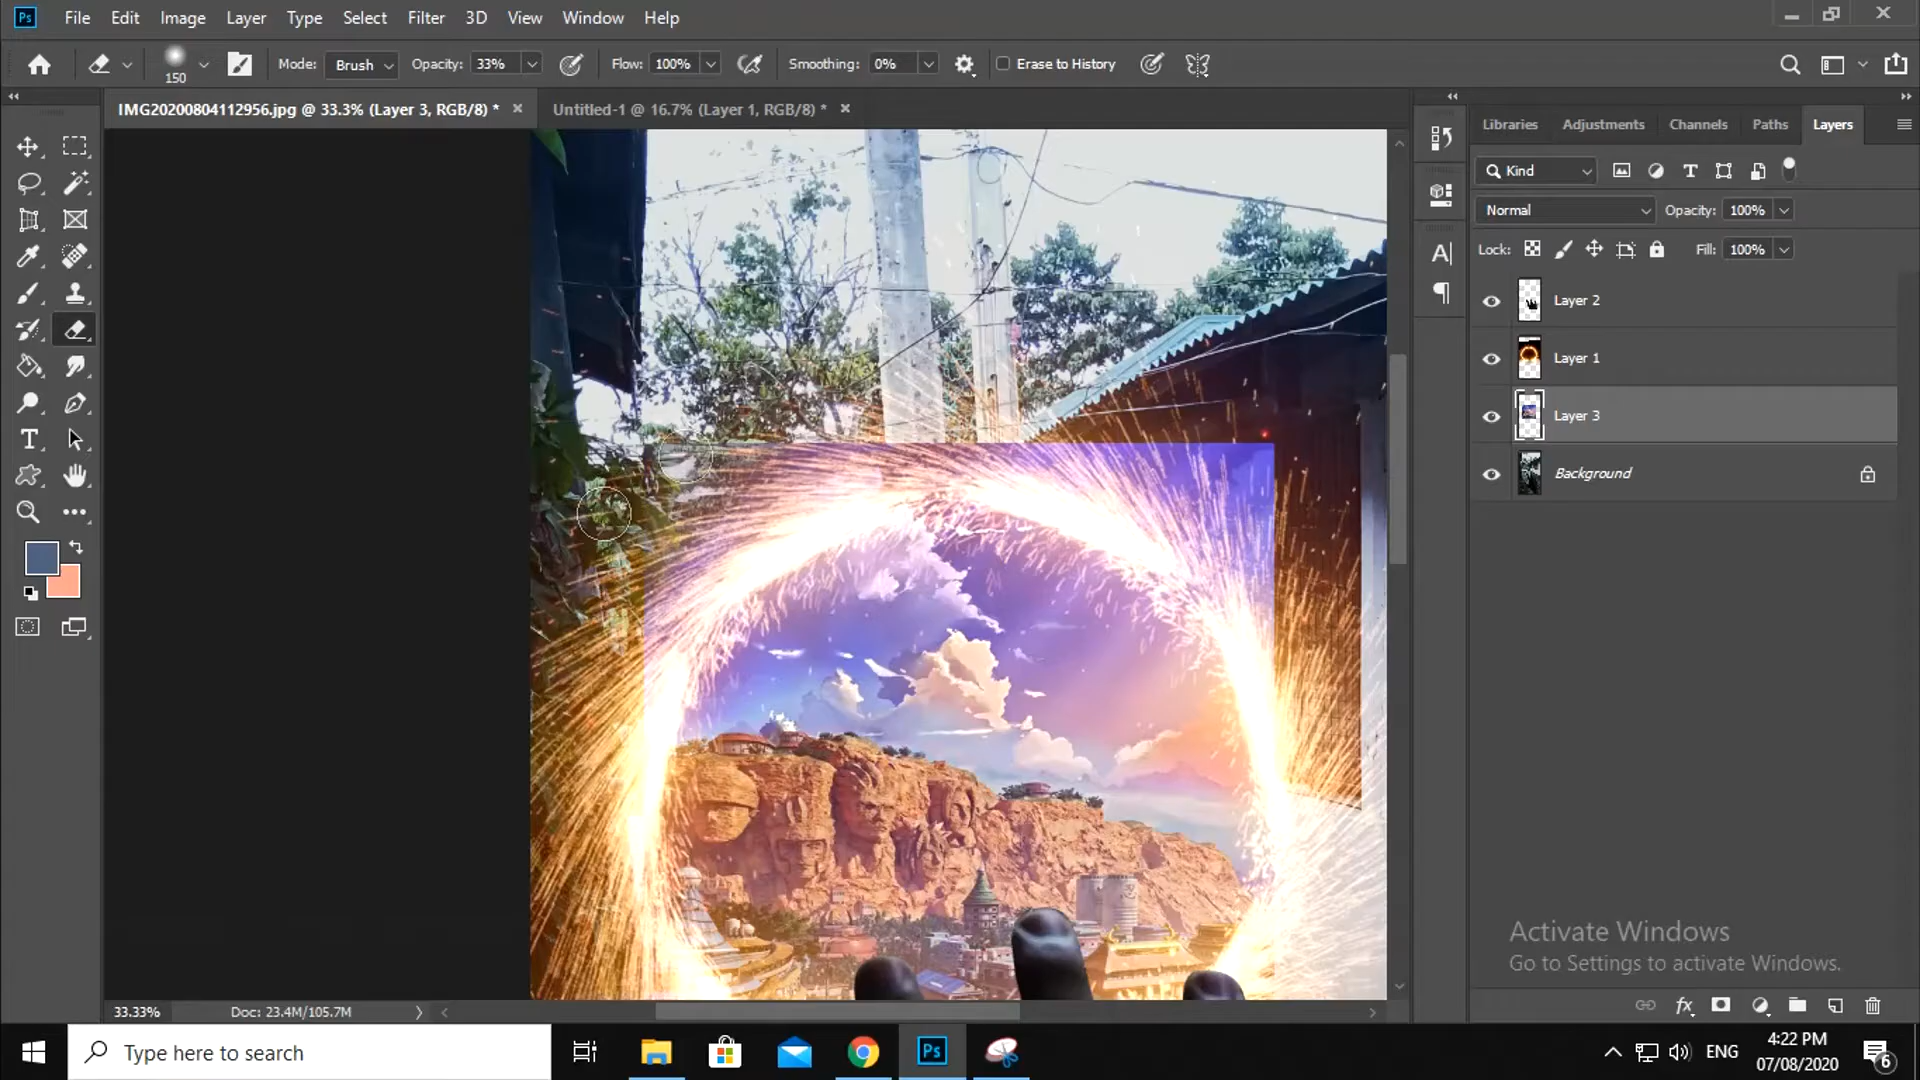 Ps File Edit Image Layer Type Select Filter 3D View Window Help
150 Mode: Brush Opacity: 33% Flow: 100% Smoothing: 0% Erase to History
IMG20200804112956.jpg @ 33.3% (Layer 3, RGB/8) * Untitled-1 @ 16.7% (Layer 1, RGB/8) *
Libraries Adjustments Channels Paths Layers
Kind
Normal Opacity: 100%
Lock: Fill: 100%
Layer 2
Layer 1
Layer 3
Background
Activate Windows
Go to Settings to activate Windows.
33.33% Doc: 23.4M/105.7M
Type here to search
Ps
ENG
4:22 PM
07/08/2020
6